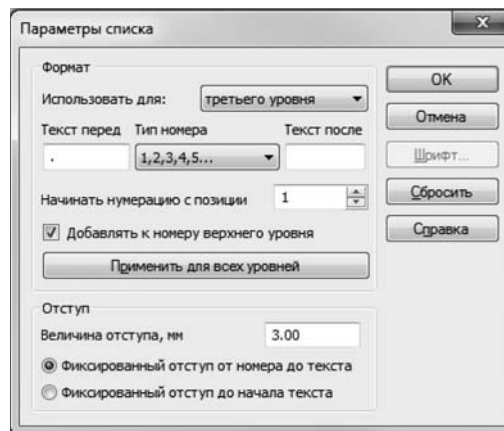 Параметры списка
x
Формат
Использовать для: третьего уровня
Текст перед Тип номера Текст после
. 1,2,3,4,5...
Начинать нумерацию с позиции 1
Добавлять к номеру верхнего уровня
Применить для всех уровней
Отступ
Величина отступа, мм 3.00
Фиксированный отступ от номера до текста
Фиксированный отступ до начала текста
OK
Отмена
Шрифт...
Сбросить
Справка